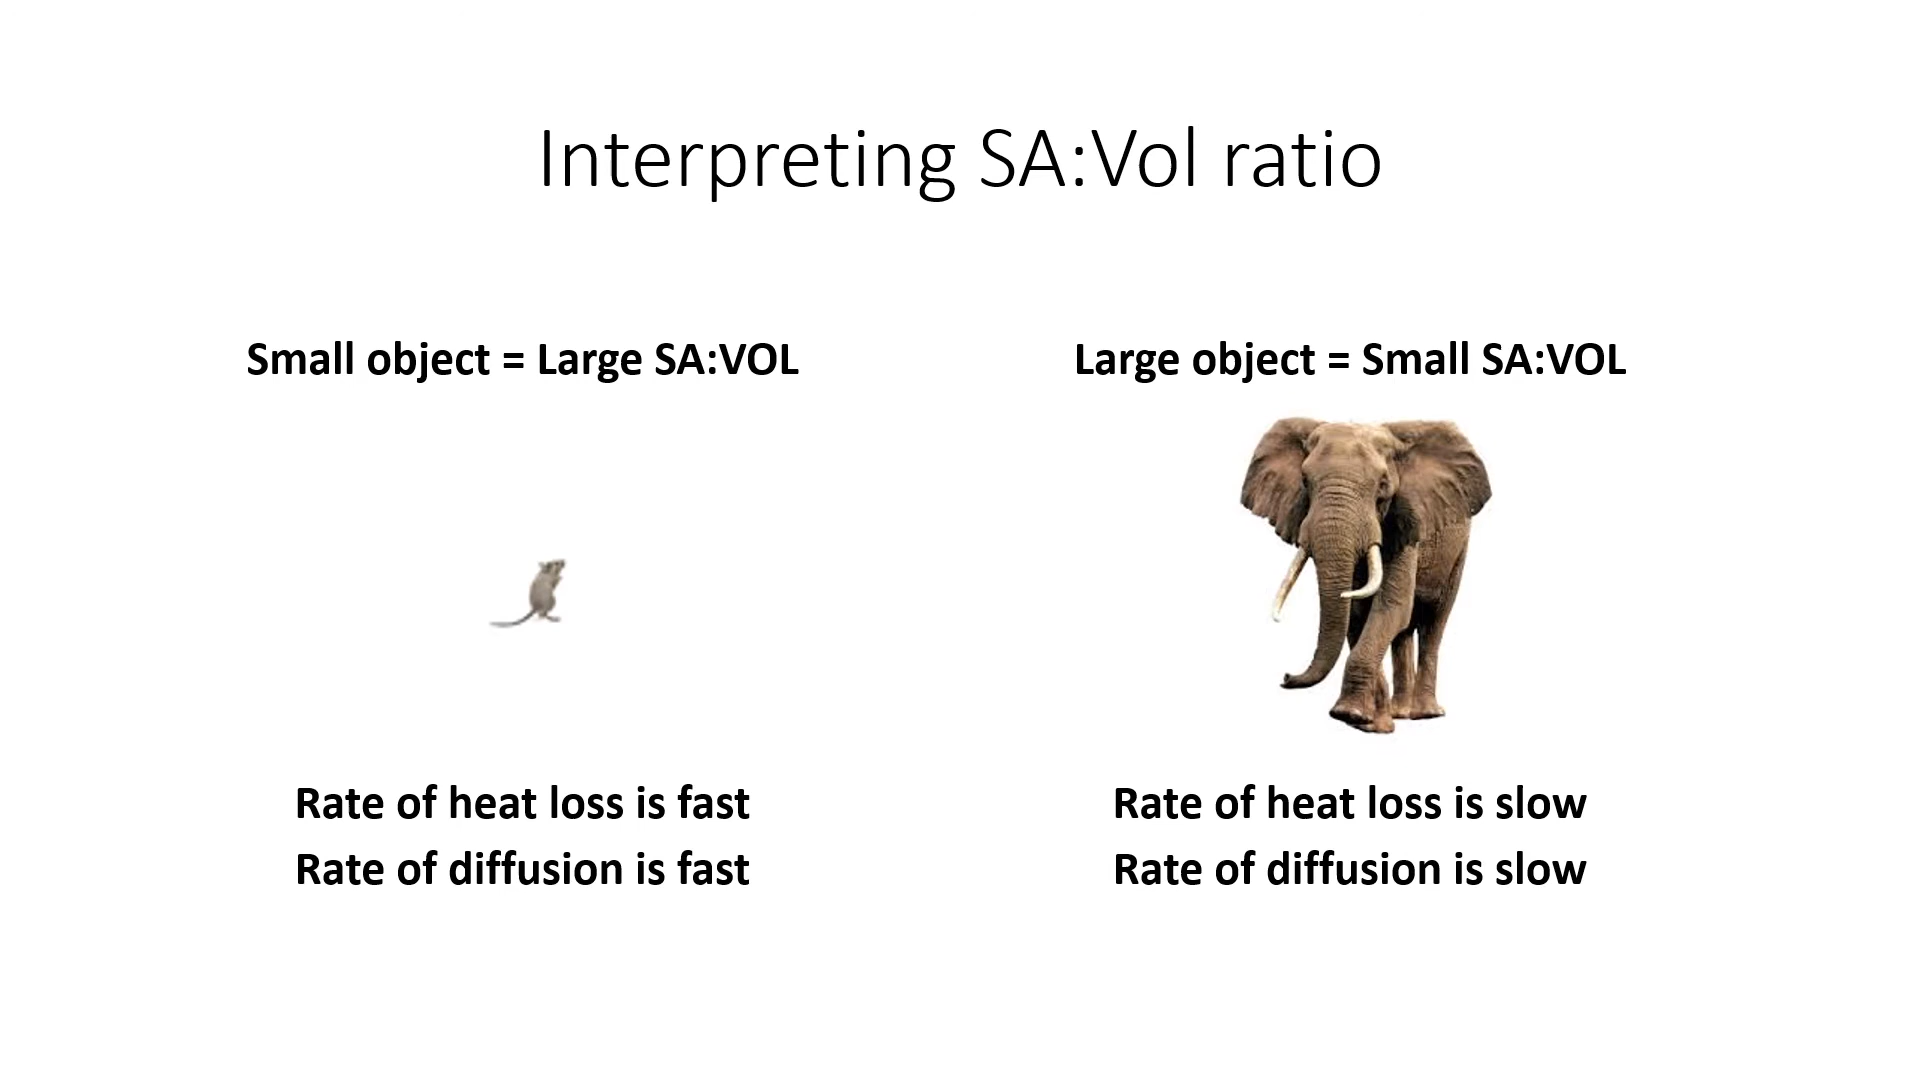 Interpreting SA:Vol ratio
Small object = Large SA:VOL
Rate of heat loss is fast
Rate of diffusion is fast
Large object = Small SA:VOL
Rate of heat loss is slow
Rate of diffusion is slow